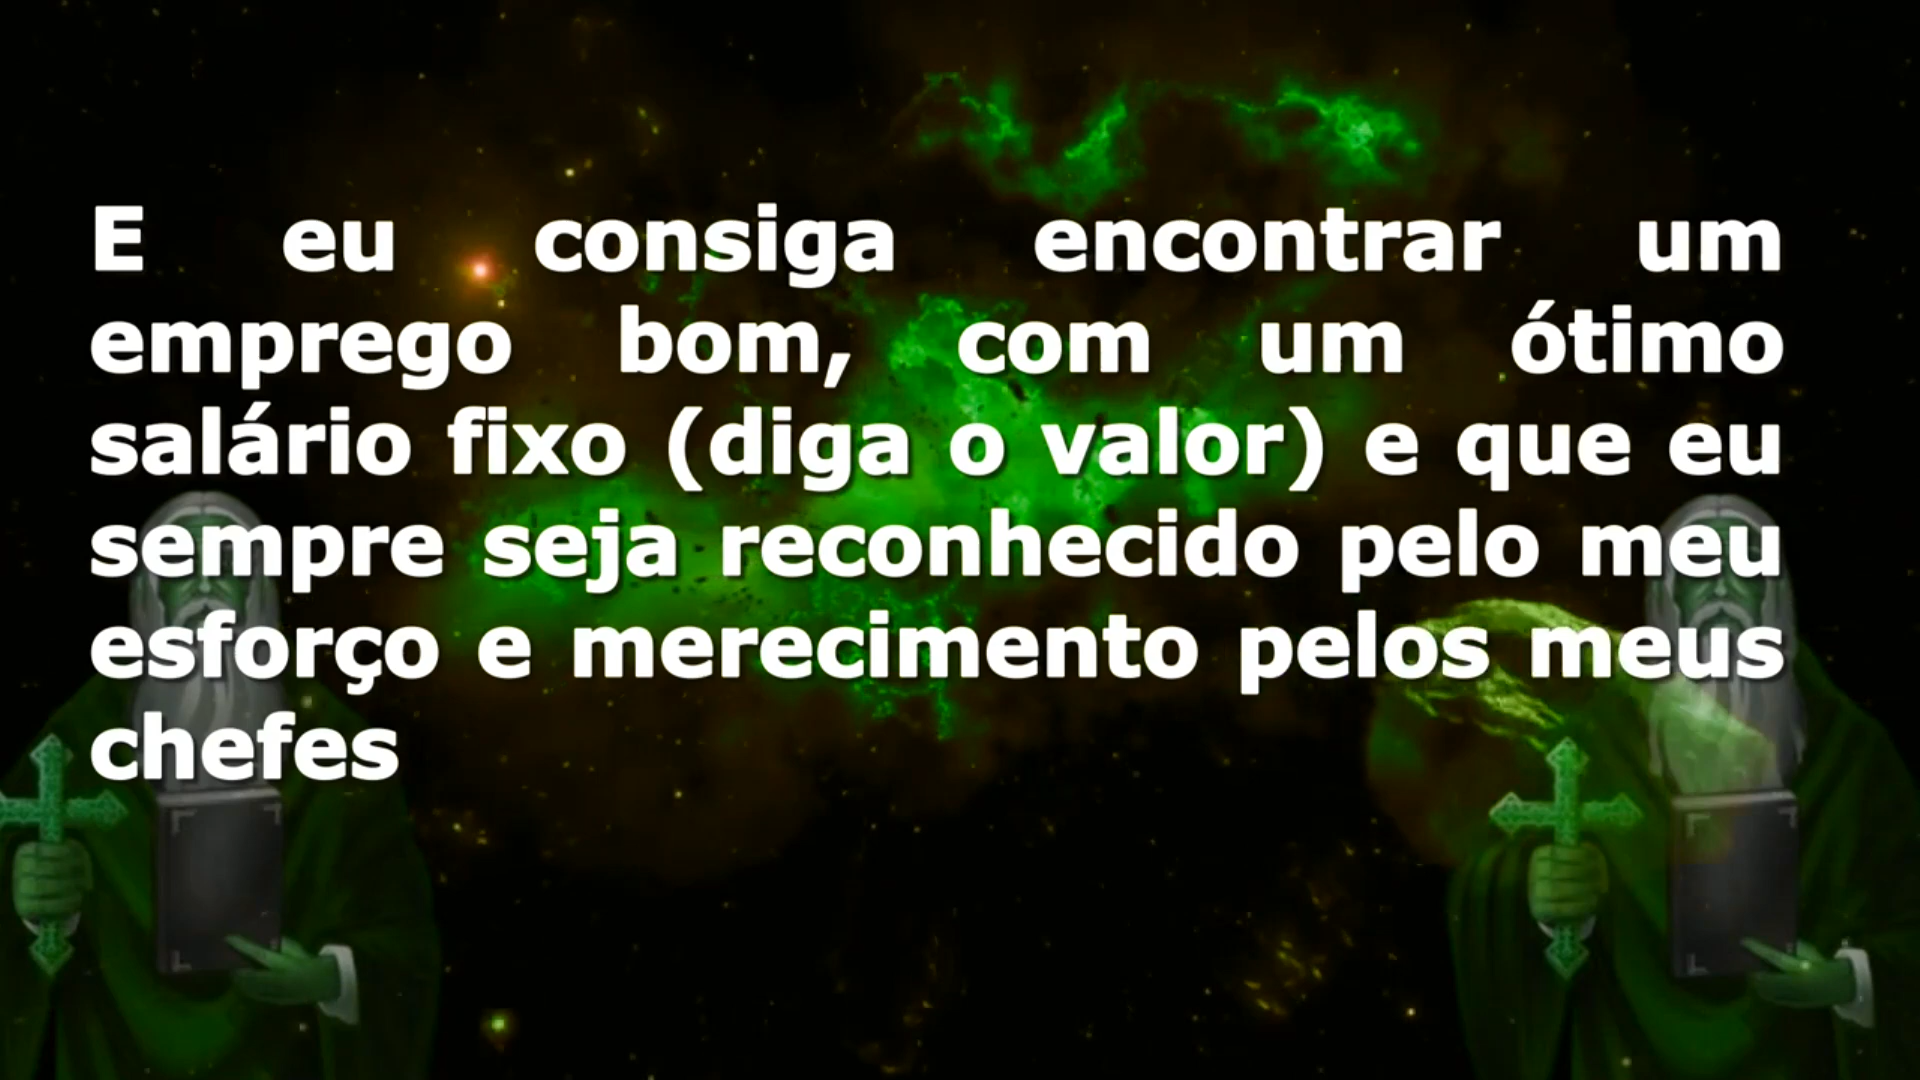 E eu consiga encontrar um
emprego bom, com um ótimo
salário fixo (diga o valor) e que eu
sempre seja reconhecido pelo meu
esforço e merecimento pelos meus
chefes